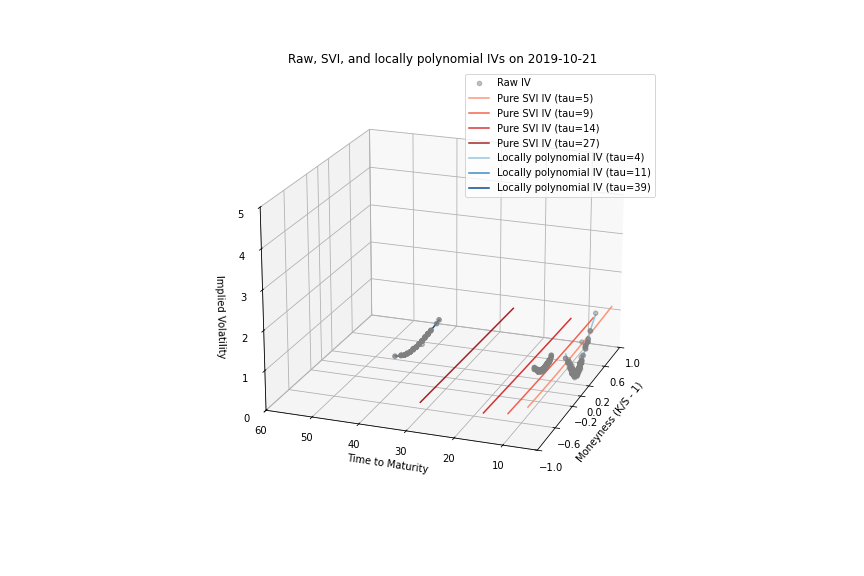 Raw, SVI, and locally polynomial IVs on 2019-10-21
Raw IV
Pure SVI IV (tau=5)
Pure SVI IV (tau=9)
Pure SVI IV (tau=14)
Pure SVI IV (tau=27)
Locally polynomial IV (tau=4)
Locally polynomial IV (tau=11)
Locally polynomial IV (tau=39)
5
4
3
2
1
0
Implied Volatility
60
50
40
30
20
10
Time to Maturity
1.0
0.6
0.2
0.0
−0.2
−0.6
−1.0
Moneyness (K/S - 1)